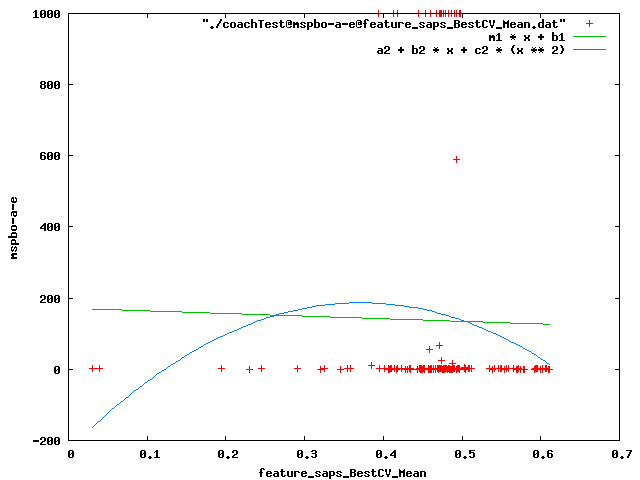 "./coachTest@mspbo-a-e@feature_saps_BestCV_Mean.dat"
m1 * x + b1
a2 + b2 * x + c2 * (x ** 2)
1000
800
600
400
200
0
-200
mspbo-a-e
0 0.1 0.2 0.3 0.4 0.5 0.6 0.7
feature_saps_BestCV_Mean